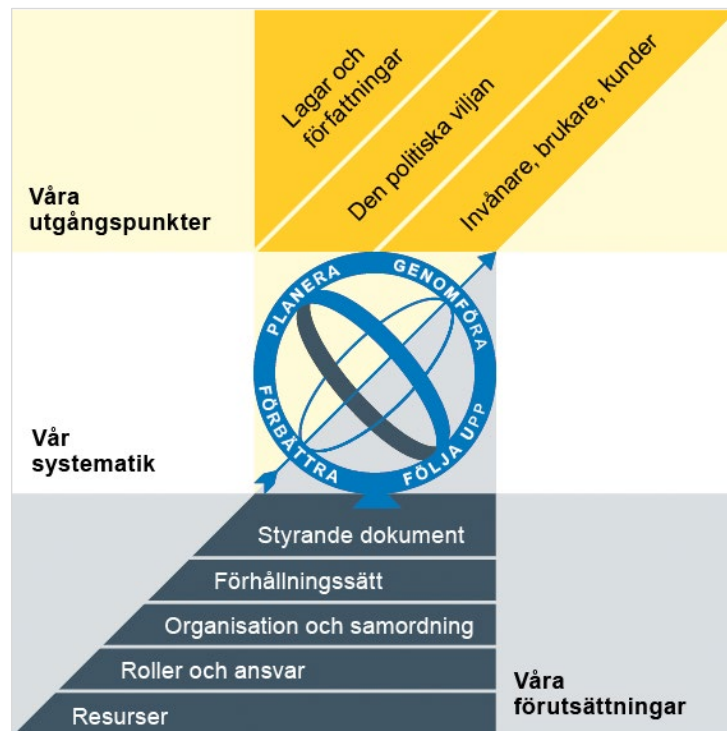 Lagar och
författningar
Den politiska viljan
Invånare, brukare, kunder
Våra
utgångspunkter
PLANERA
GENOMFÖRA
FÖLJA UPP
FÖRBÄTTRA
Vår
systematik
Styrande dokument
Förhållningssätt
Organisation och samordning
Roller och ansvar
Resurser
Våra
förutsättningar